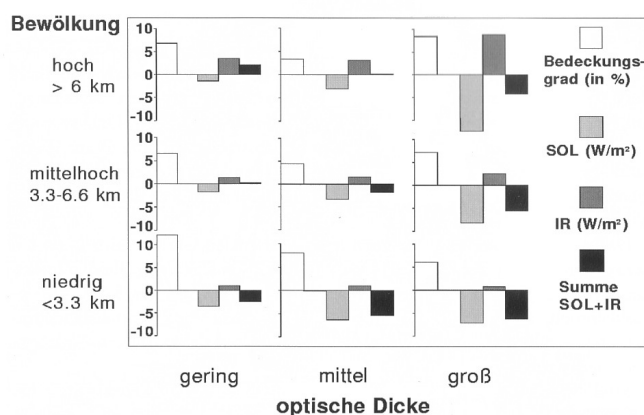 Bewölkung
hoch
> 6 km
mittelhoch
3.3-6.6 km
niedrig
<3.3 km
10
5
0
-5
-10
10
5
0
-5
-10
10
5
0
-5
-10
gering
mittel
groß
optische Dicke
Bedeckungs-
grad (in %)
SOL (W/m²)
IR (W/m²)
Summe
SOL+IR